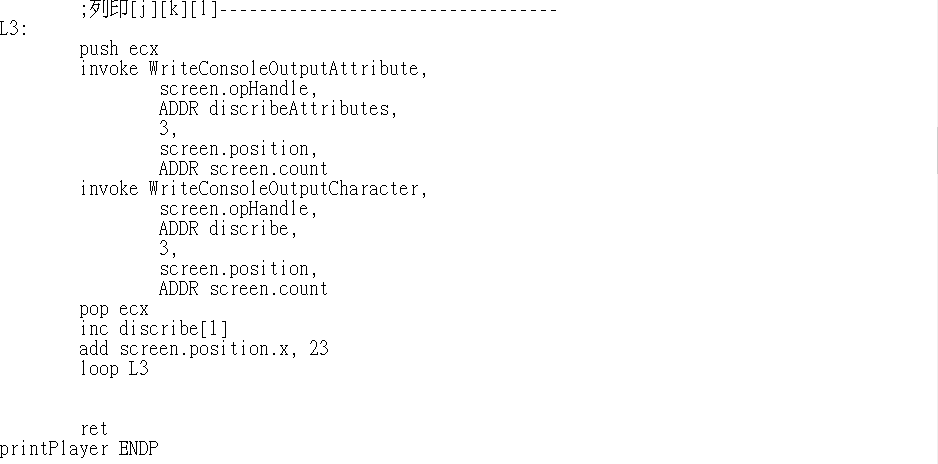 ;列印[j][k][l]----------------------------------
L3:
push ecx
invoke WriteConsoleOutputAttribute,
screen.opHandle,
ADDR discribeAttributes,
3,
screen.position,
ADDR screen.count
invoke WriteConsoleOutputCharacter,
screen.opHandle,
ADDR discribe,
3,
screen.position,
ADDR screen.count
pop ecx
inc discribe[1]
add screen.position.x, 23
loop L3
ret
printPlayer ENDP